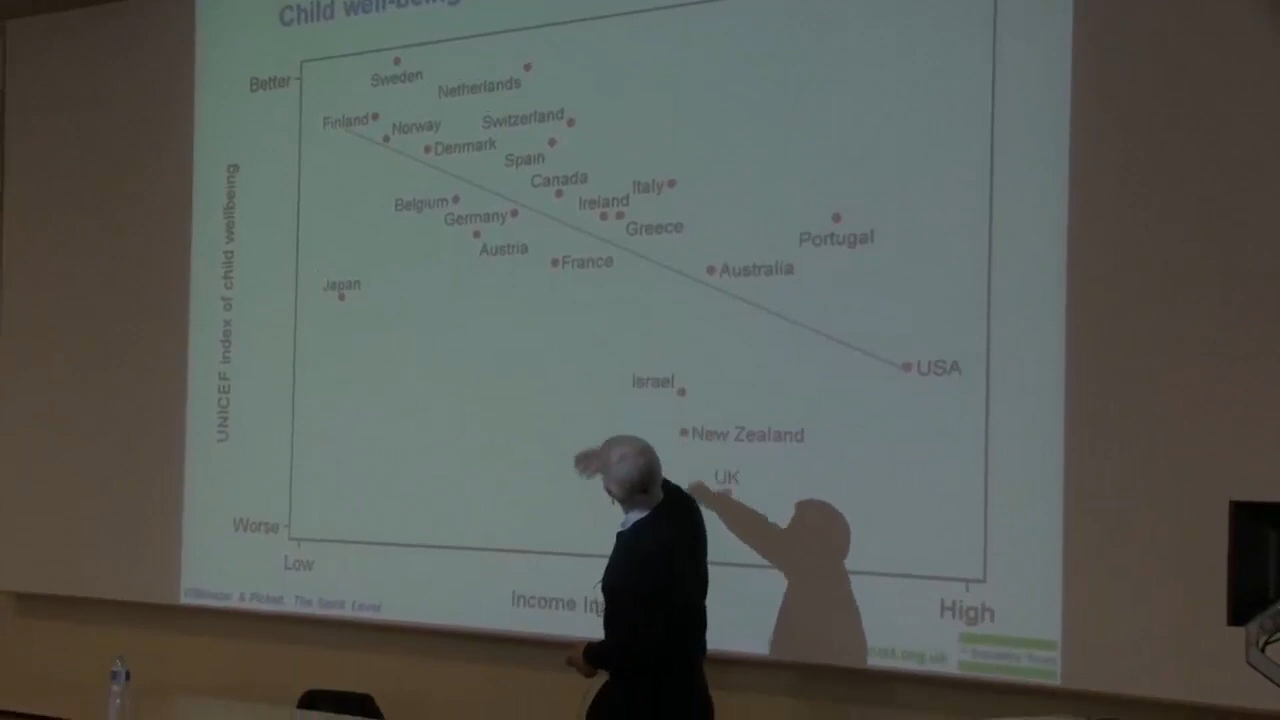 Child well-being
Better
Sweden
Netherlands
Finland
Norway
Switzerland
Denmark
Spain
Canada
Italy
Belgium
Ireland
Germany
Greece
Portugal
Austria
France
Australia
Japan
USA
Israel
New Zealand
UK
UNICEF index of child wellbeing
Worse
Low
Income In
High
Wilkinson & Pickett, The Spirit Level